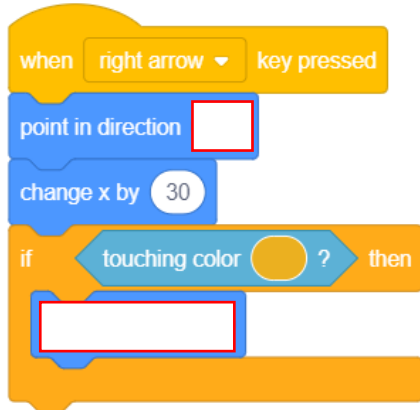 when right arrow key pressed
point in direction
change x by 30
if touching color ? then